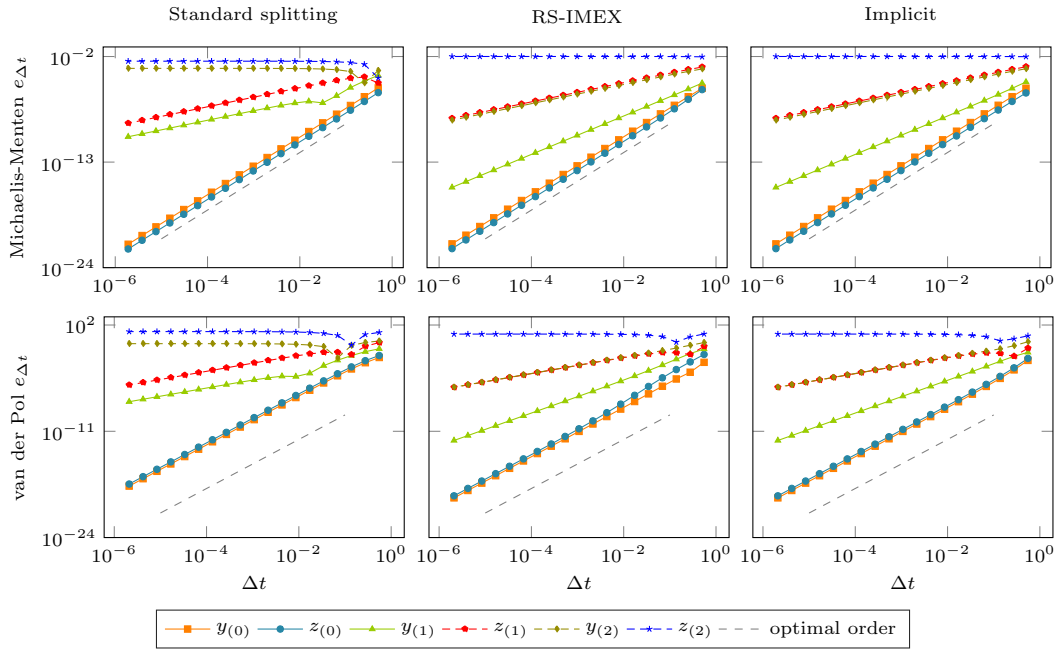 Standard splitting
RS-IMEX
Implicit
Michaelis-Menten e_{Δt}
10^{-2}
10^{-13}
10^{-24}
10^{-6} 10^{-4} 10^{-2} 10^{0}
10^{-6} 10^{-4} 10^{-2} 10^{0}
10^{-6} 10^{-4} 10^{-2} 10^{0}
van der Pol e_{Δt}
10^{2}
10^{-11}
10^{-24}
10^{-6} 10^{-4} 10^{-2} 10^{0}
10^{-6} 10^{-4} 10^{-2} 10^{0}
10^{-6} 10^{-4} 10^{-2} 10^{0}
Δt
Δt
Δt
y_{(0)} z_{(0)} y_{(1)} z_{(1)} y_{(2)} z_{(2)} optimal order